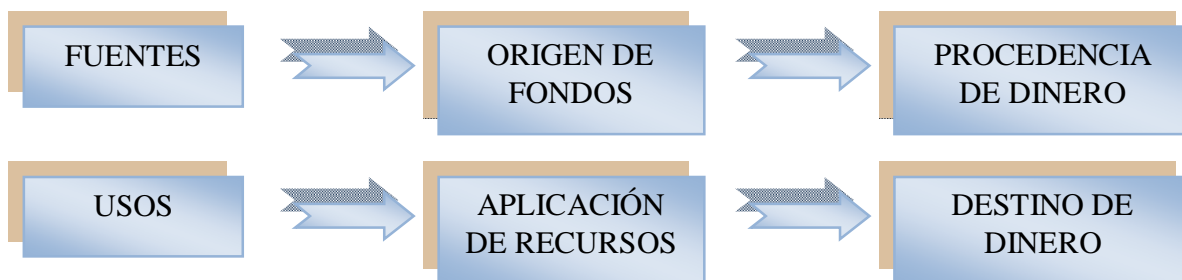 FUENTES
ORIGEN DE
FONDOS
PROCEDENCIA
DE DINERO
USOS
APLICACIÓN
DE RECURSOS
DESTINO DE
DINERO